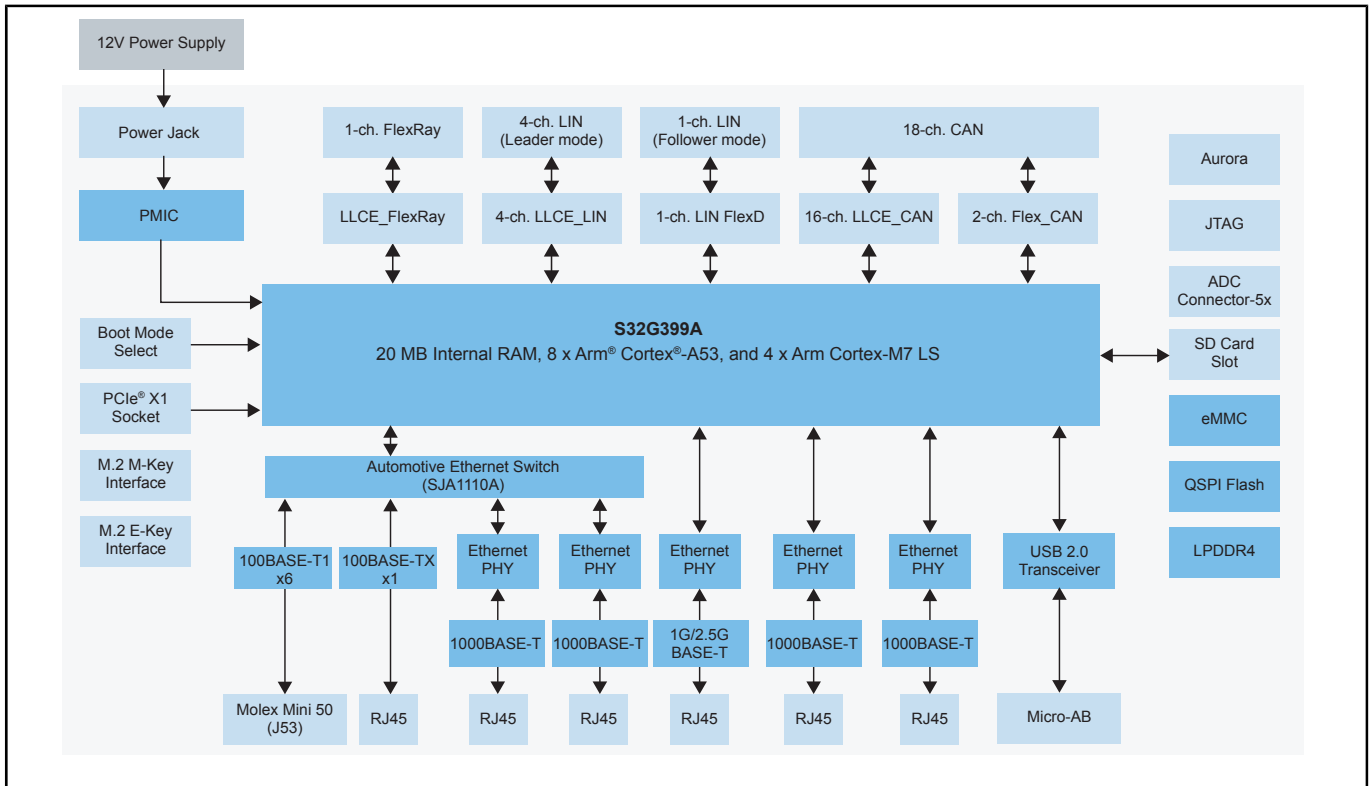 12V Power Supply
Power Jack
PMIC
1-ch. FlexRay
4-ch. LIN
(Leader mode)
1-ch. LIN
(Follower mode)
18-ch. CAN
LLCE_FlexRay
4-ch. LLCE_LIN
1-ch. LIN FlexD
16-ch. LLCE_CAN
2-ch. Flex_CAN
Aurora
JTAG
ADC
Connector-5x
SD Card
Slot
eMMC
QSPI Flash
LPDDR4
S32G399A
20 MB Internal RAM, 8 x Arm® Cortex®-A53, and 4 x Arm Cortex-M7 LS
Boot Mode
Select
PCIe® X1
Socket
M.2 M-Key
Interface
M.2 E-Key
Interface
Automotive Ethernet Switch
(SJA1110A)
100BASE-T1
x6
100BASE-TX
x1
Ethernet
PHY
Ethernet
PHY
Ethernet
PHY
Ethernet
PHY
Ethernet
PHY
USB 2.0
Transceiver
1000BASE-T
1000BASE-T
1G/2.5G
BASE-T
1000BASE-T
1000BASE-T
Molex Mini 50
(J53)
RJ45
RJ45
RJ45
RJ45
RJ45
RJ45
Micro-AB